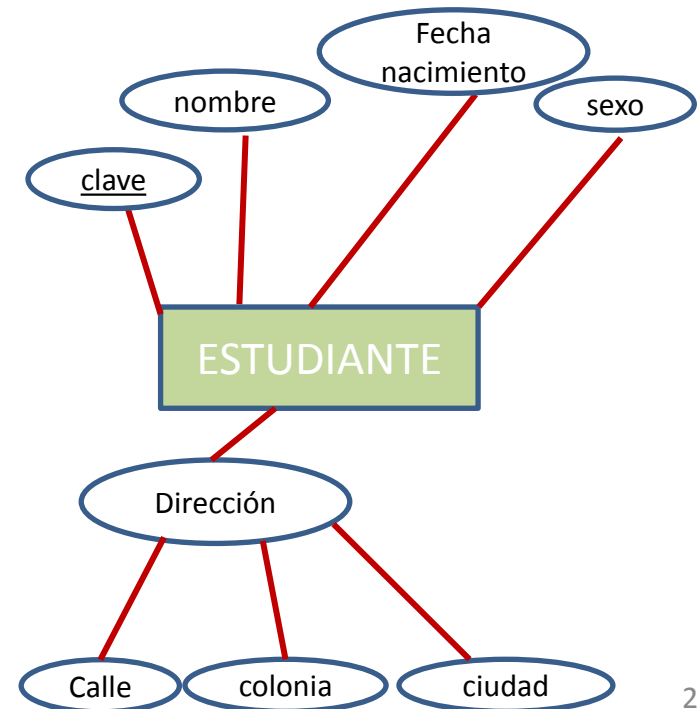 Fecha
nacimiento
nombre
sexo
clave
ESTUDIANTE
Dirección
Calle
colonia
ciudad
2